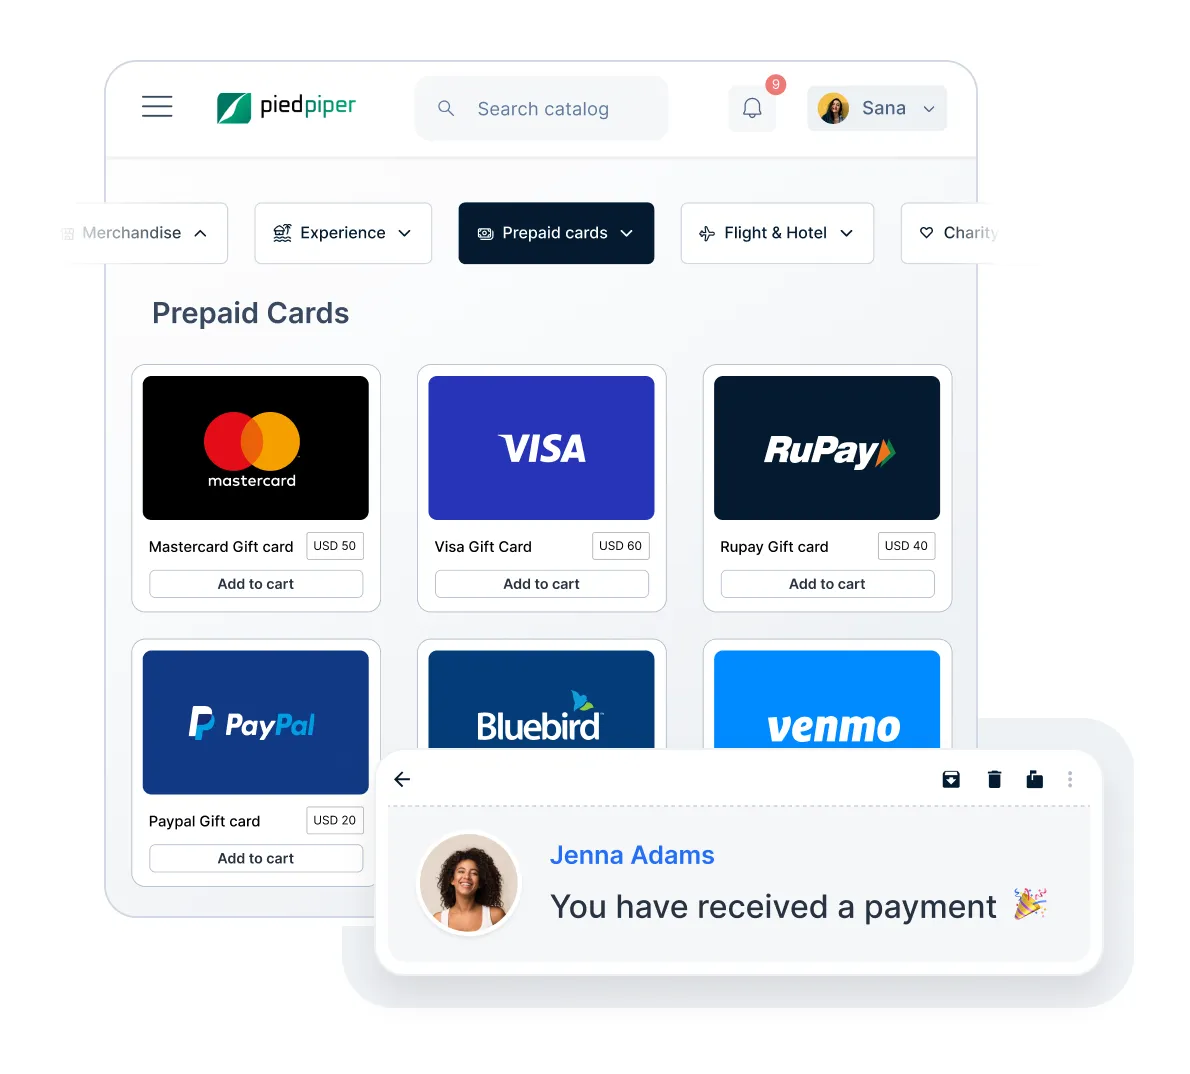 piedpiper
Search catalog
9
Sana
Merchandise
Experience
Prepaid cards
Flight & Hotel
Charity
Prepaid Cards
mastercard
VISA
RuPay
Mastercard Gift card
USD 50
Visa Gift Card
USD 60
Rupay Gift card
USD 40
Add to cart
Add to cart
Add to cart
PayPal
Bluebird
venmo
Paypal Gift card
USD 20
Add to cart
Jenna Adams
You have received a payment 🎉